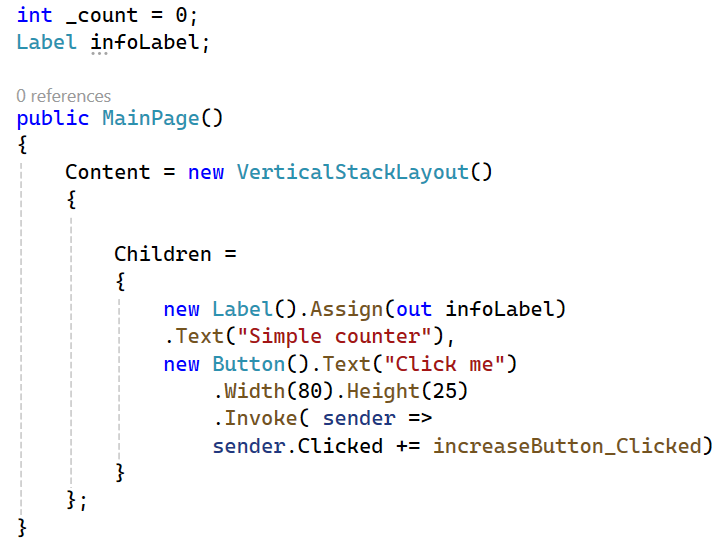 int _count = 0;
Label infoLabel;
0 references
public MainPage()
{
Content = new VerticalStackLayout()
{
Children =
{
new Label().Assign(out infoLabel)
.Text("Simple counter"),
new Button().Text("Click me")
.Width(80).Height(25)
.Invoke( sender =>
sender.Clicked += increaseButton_Clicked)
}
};
}